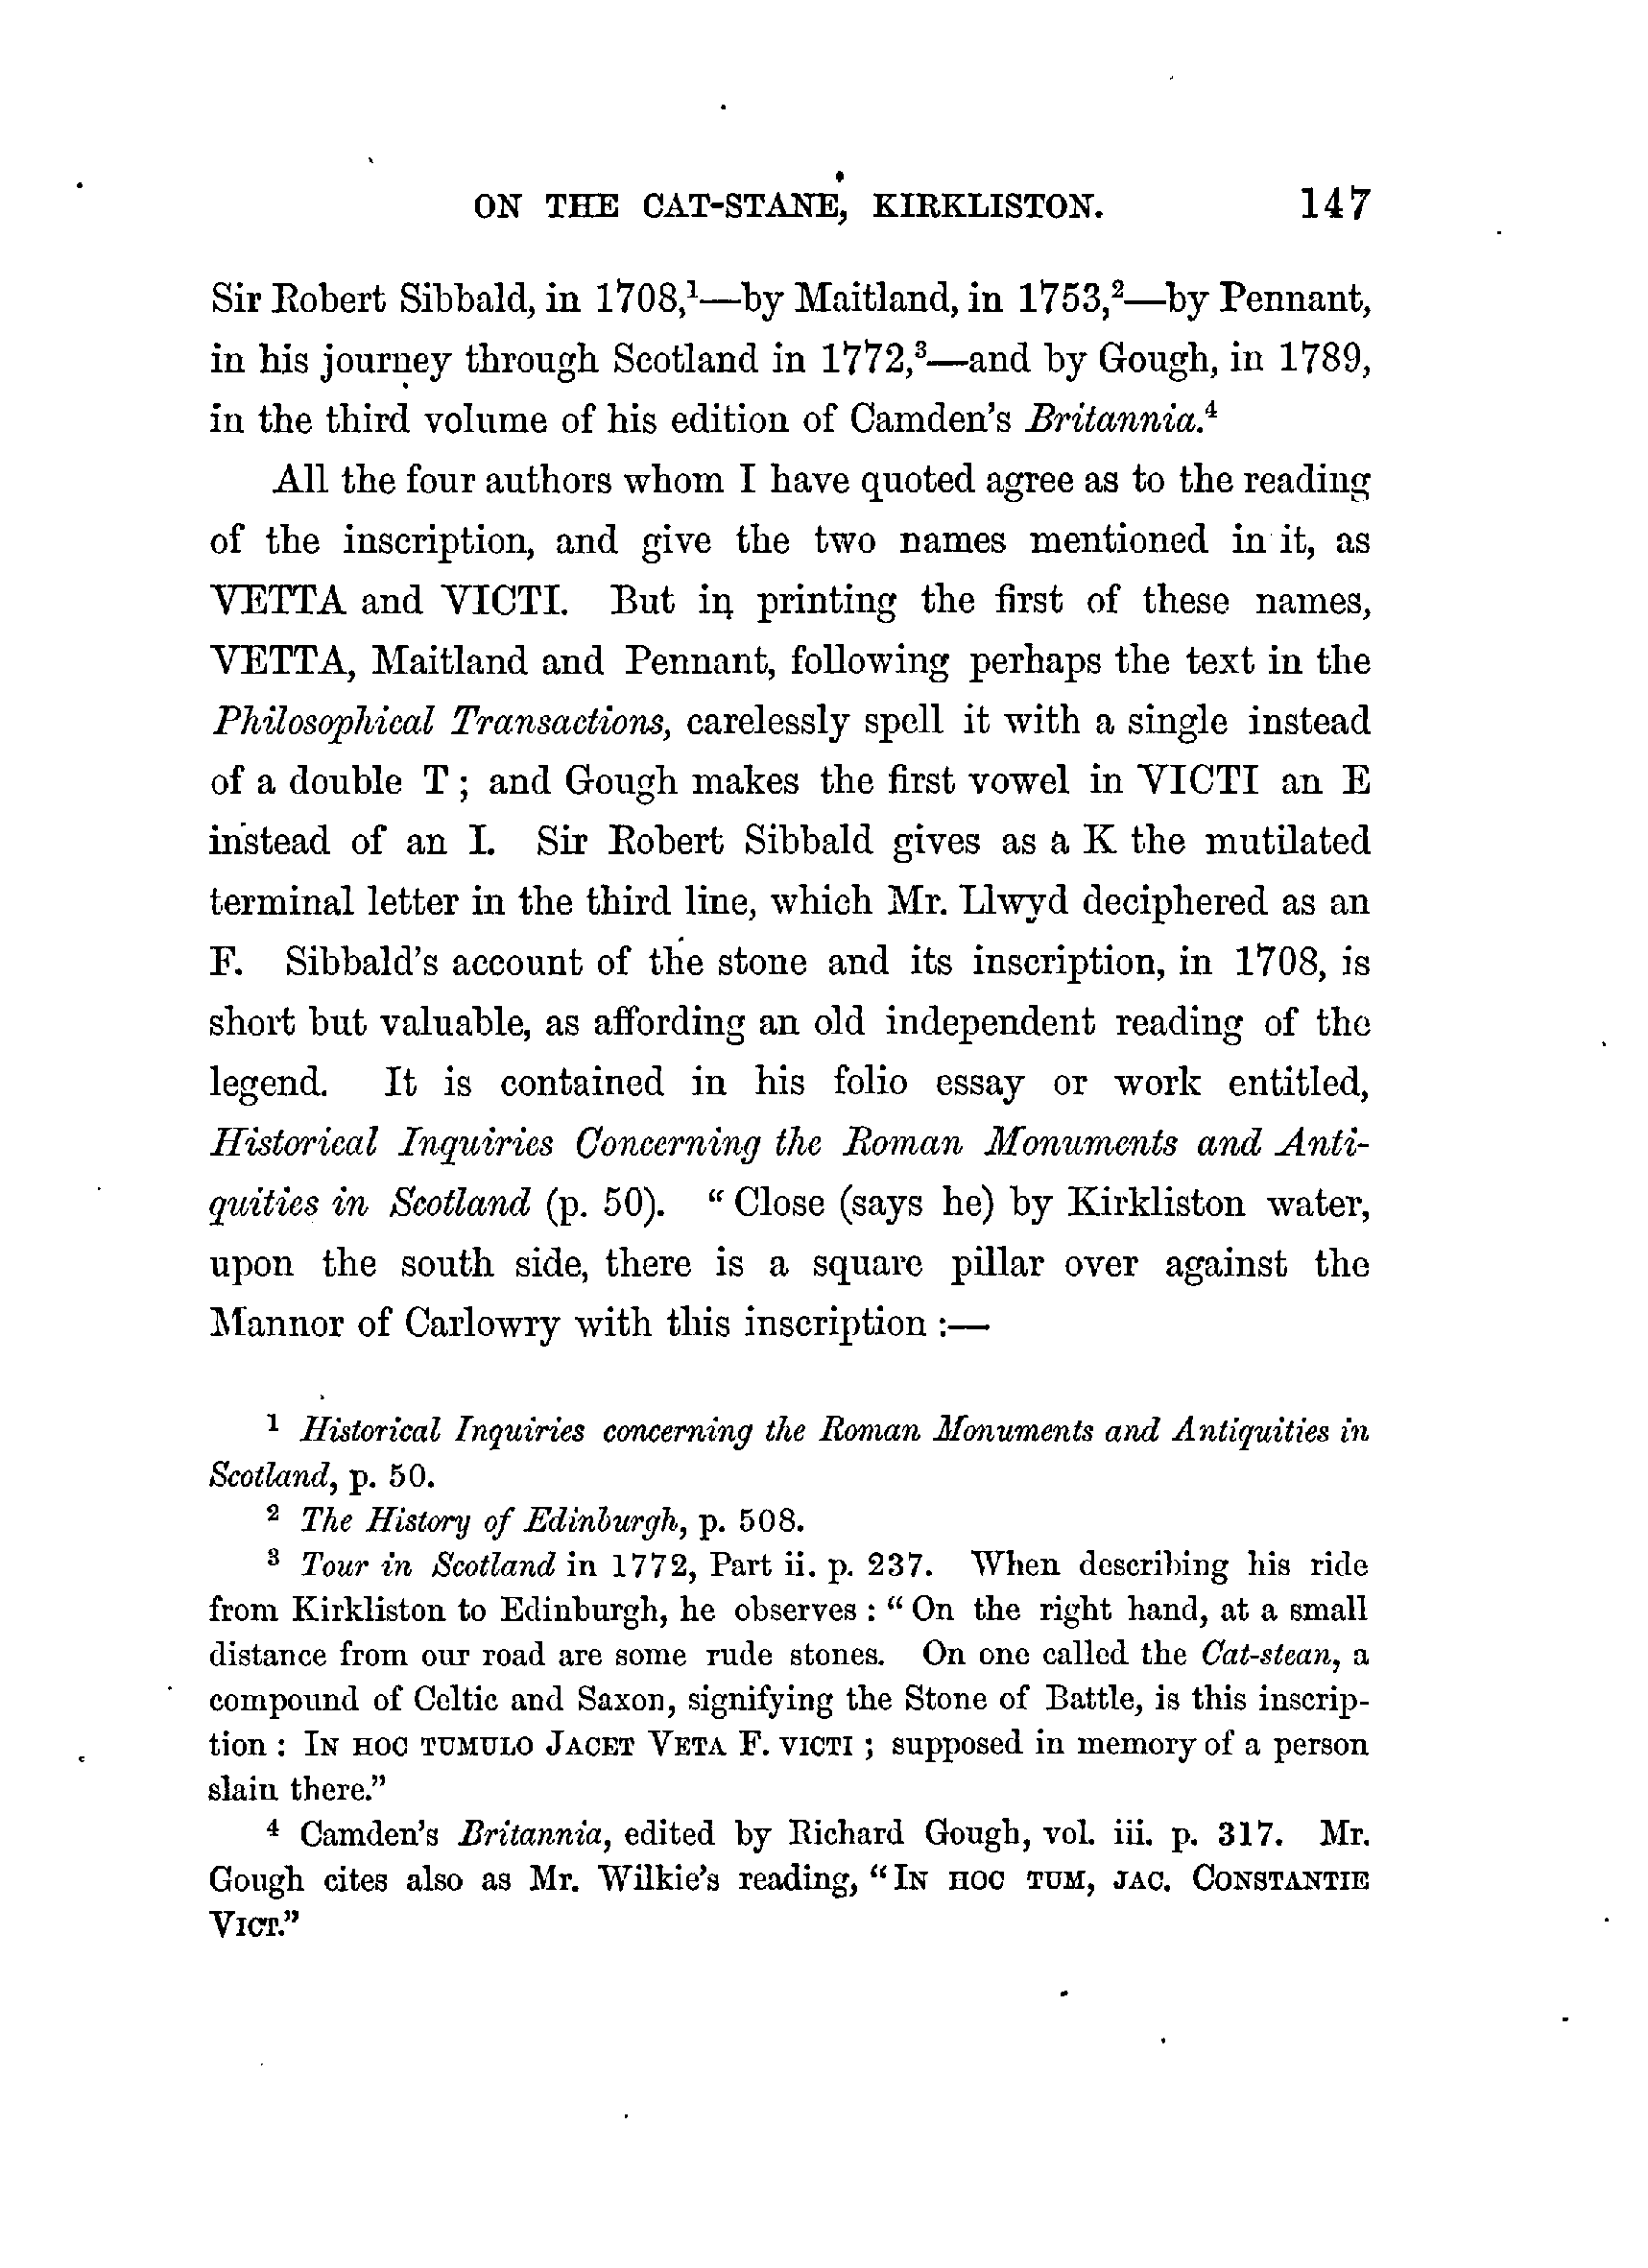 ON THE CAT-STANE, KIRKLISTON. 147
Sir Robert Sibbald, in 1708,¹—by Maitland, in 1753,²—by Pennant,
in his journey through Scotland in 1772,³—and by Gough, in 1789,
in the third volume of his edition of Camden's Britannia.⁴
All the four authors whom I have quoted agree as to the reading
of the inscription, and give the two names mentioned in it, as
VETTA and VICTI. But in printing the first of these names,
VETTA, Maitland and Pennant, following perhaps the text in the
Philosophical Transactions, carelessly spell it with a single instead
of a double T; and Gough makes the first vowel in VICTI an E
instead of an I. Sir Robert Sibbald gives as a K the mutilated
terminal letter in the third line, which Mr. Llwyd deciphered as an
F. Sibbald's account of the stone and its inscription, in 1708, is
short but valuable, as affording an old independent reading of the
legend. It is contained in his folio essay or work entitled,
Historical Inquiries Concerning the Roman Monuments and Anti-
quities in Scotland (p. 50). “Close (says he) by Kirkliston water,
upon the south side, there is a square pillar over against the
Mannor of Carlowry with this inscription :—
¹ Historical Inquiries concerning the Roman Monuments and Antiquities in
Scotland, p. 50.
² The History of Edinburgh, p. 508.
³ Tour in Scotland in 1772, Part ii. p. 237. When describing his ride
from Kirkliston to Edinburgh, he observes : “On the right hand, at a small
distance from our road are some rude stones. On one called the Cat-stean, a
compound of Celtic and Saxon, signifying the Stone of Battle, is this inscrip-
tion : IN HOC TUMULO JACET VETA F. VICTI ; supposed in memory of a person
slain there.”
⁴ Camden's Britannia, edited by Richard Gough, vol. iii. p. 317. Mr.
Gough cites also as Mr. Wilkie's reading, “IN HOC TUM, JAC. CONSTANTIE
VICT.”